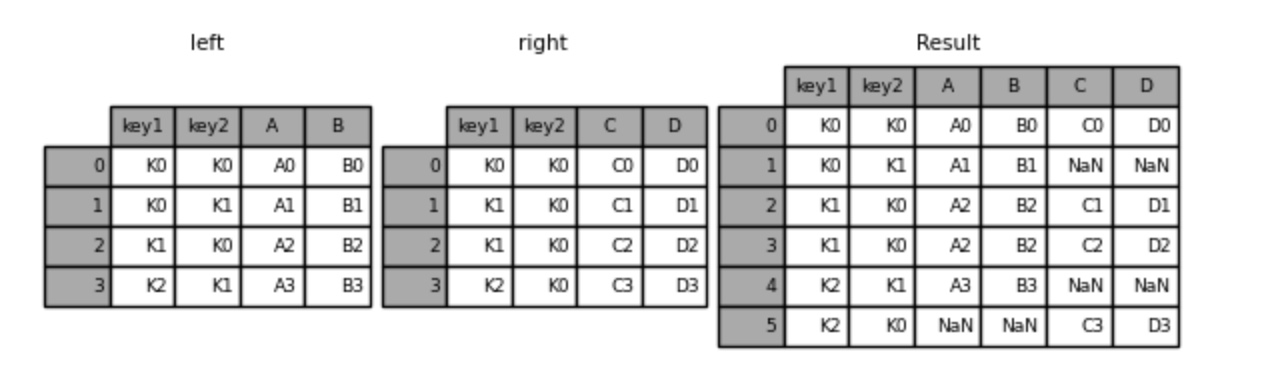 left
key1 key2 A B
0 K0 K0 A0 B0
1 K0 K1 A1 B1
2 K1 K0 A2 B2
3 K2 K1 A3 B3
right
key1 key2 C D
0 K0 K0 C0 D0
1 K1 K0 C1 D1
2 K1 K0 C2 D2
3 K2 K0 C3 D3
Result
key1 key2 A B C D
0 K0 K0 A0 B0 C0 D0
1 K0 K1 A1 B1 NaN NaN
2 K1 K0 A2 B2 C1 D1
3 K1 K0 A2 B2 C2 D2
4 K2 K1 A3 B3 NaN NaN
5 K2 K0 NaN NaN C3 D3